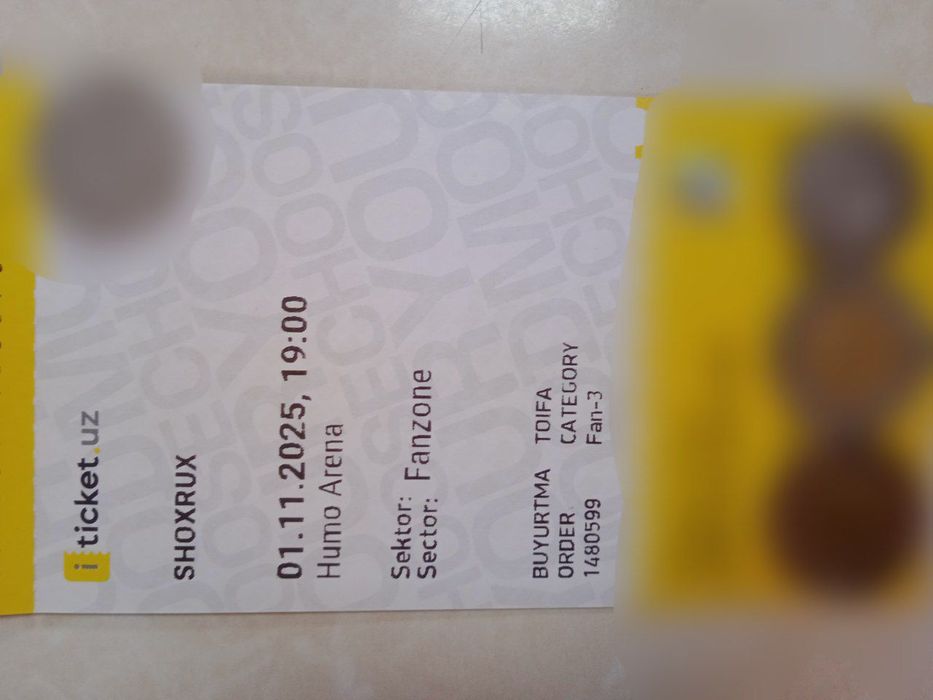 iticket.uz
SHOXRUX
01.11.2025, 19:00
Humo Arena
Sektor:
Sector: Fanzone
BUYURTMA TOIFA
ORDER CATEGORY
1480599 Fan-3